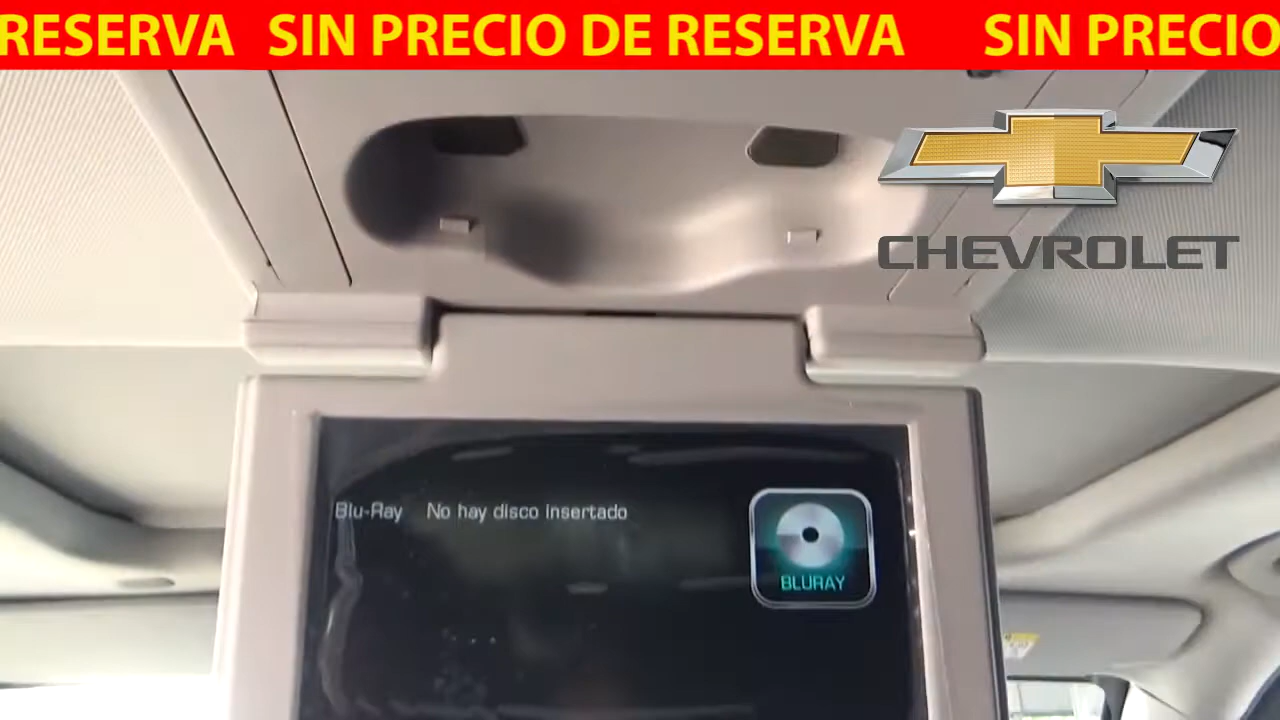 RESERVA SIN PRECIO DE RESERVA SIN PRECIO
CHEVROLET
Blu-Ray No hay disco insertado
BLURAY